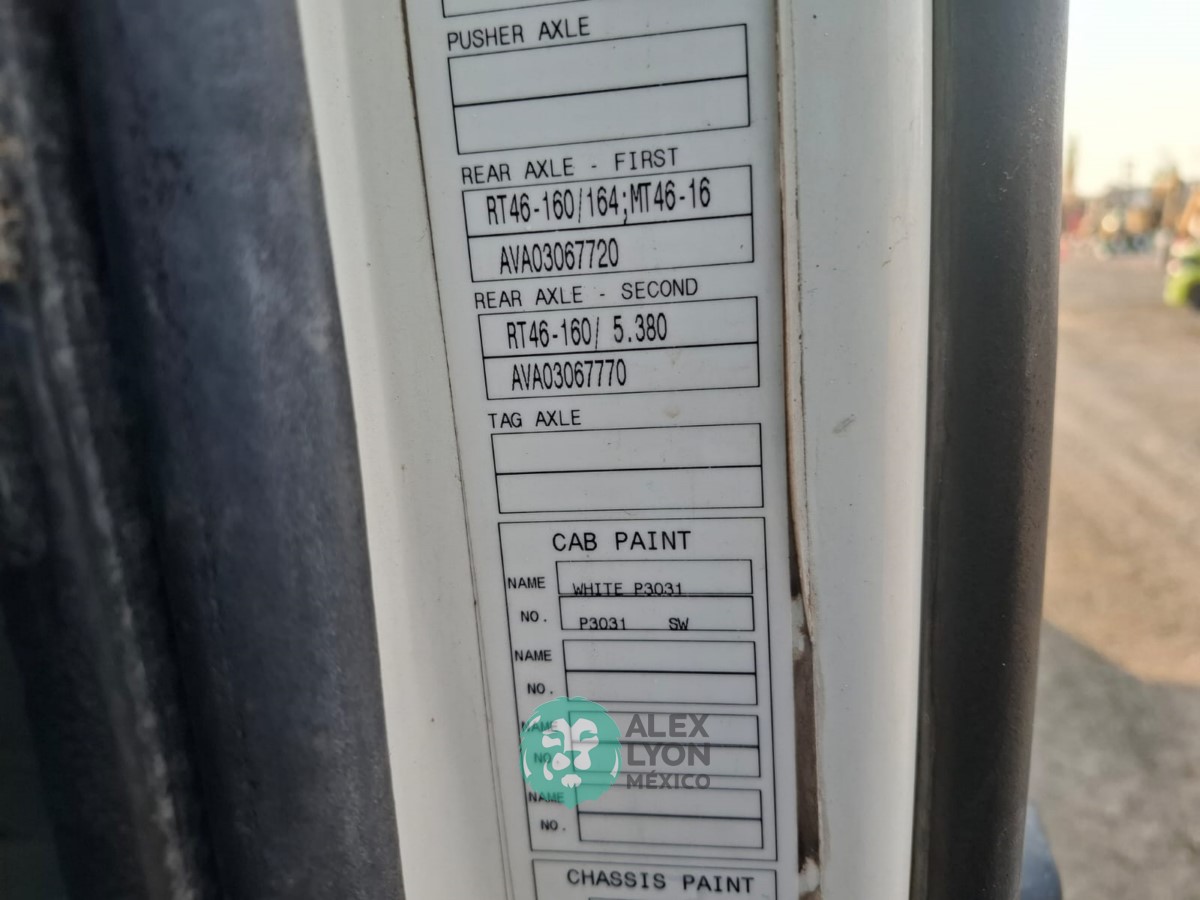 PUSHER AXLE
REAR AXLE - FIRST
RT46-160/164;MT46-16
AVA03067720
REAR AXLE - SECOND
RT46-160/ 5.380
AVA03067770
TAG AXLE
CAB PAINT
NAME WHITE P3031
NO. P3031 SW
NAME
NO.
NAME
NO.
NAME
NO.
ALEX
LYON
MÉXICO
CHASSIS PAINT